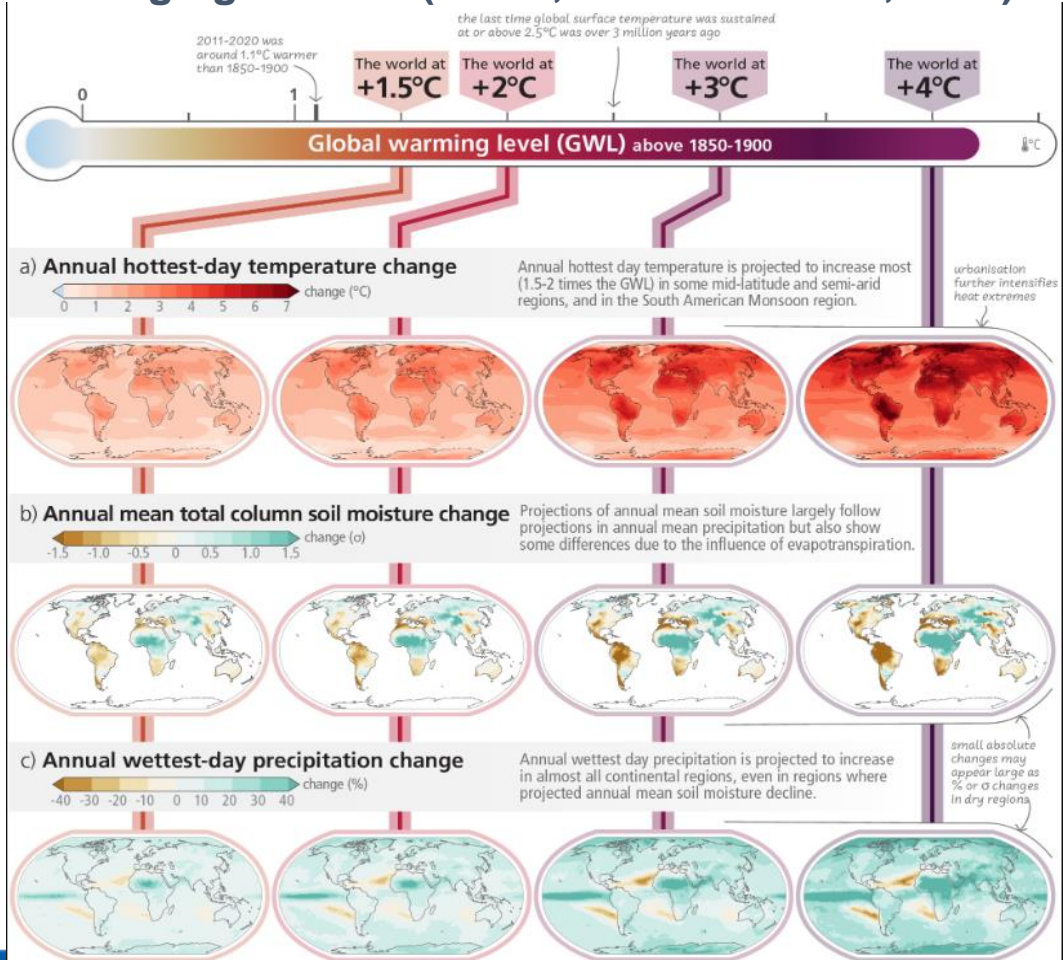 the last time global surface temperature was sustained
at or above 2.5°C was over 3 million years ago
2011-2020 was
around 1.1°C warmer
than 1850-1900
The world at
+1.5°C
The world at
+2°C
The world at
+3°C
The world at
+4°C
0
1
Global warming level (GWL) above 1850-1900
°C
a) Annual hottest-day temperature change
change (°C)
0 1 2 3 4 5 6 7
Annual hottest day temperature is projected to increase most
(1.5-2 times the GWL) in some mid-latitude and semi-arid
regions, and in the South American Monsoon region.
urbanisation
further intensifies
heat extremes
b) Annual mean total column soil moisture change
change (σ)
-1.5 -1.0 -0.5 0 0.5 1.0 1.5
Projections of annual mean soil moisture largely follow
projections in annual mean precipitation but also show
some differences due to the influence of evapotranspiration.
c) Annual wettest-day precipitation change
change (%)
-40 -30 -20 -10 0 10 20 30 40
Annual wettest day precipitation is projected to increase
in almost all continental regions, even in regions where
projected annual mean soil moisture decline.
small absolute
changes may
appear large as
% or σ changes
in dry regions